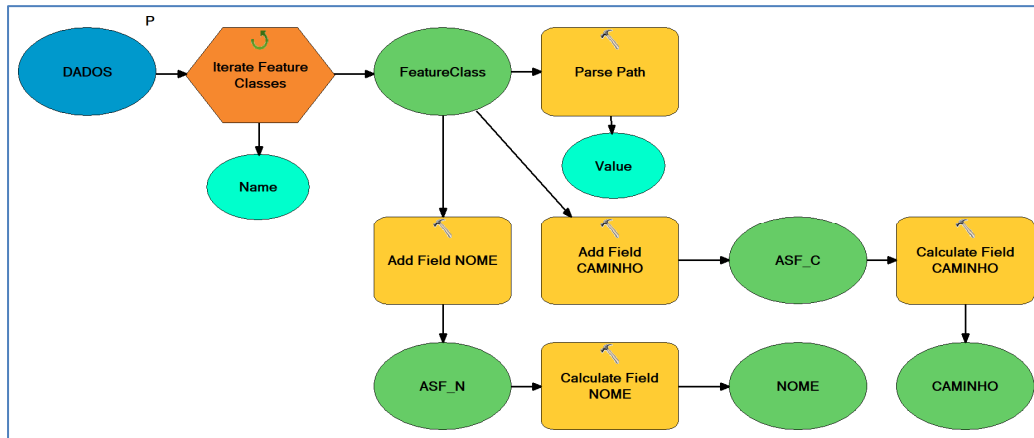 P
DADOS
Iterate Feature
Classes
FeatureClass
Parse Path
Name
Value
Add Field NOME
Add Field
CAMINHO
ASF_C
Calculate Field
CAMINHO
ASF_N
Calculate Field
NOME
NOME
CAMINHO